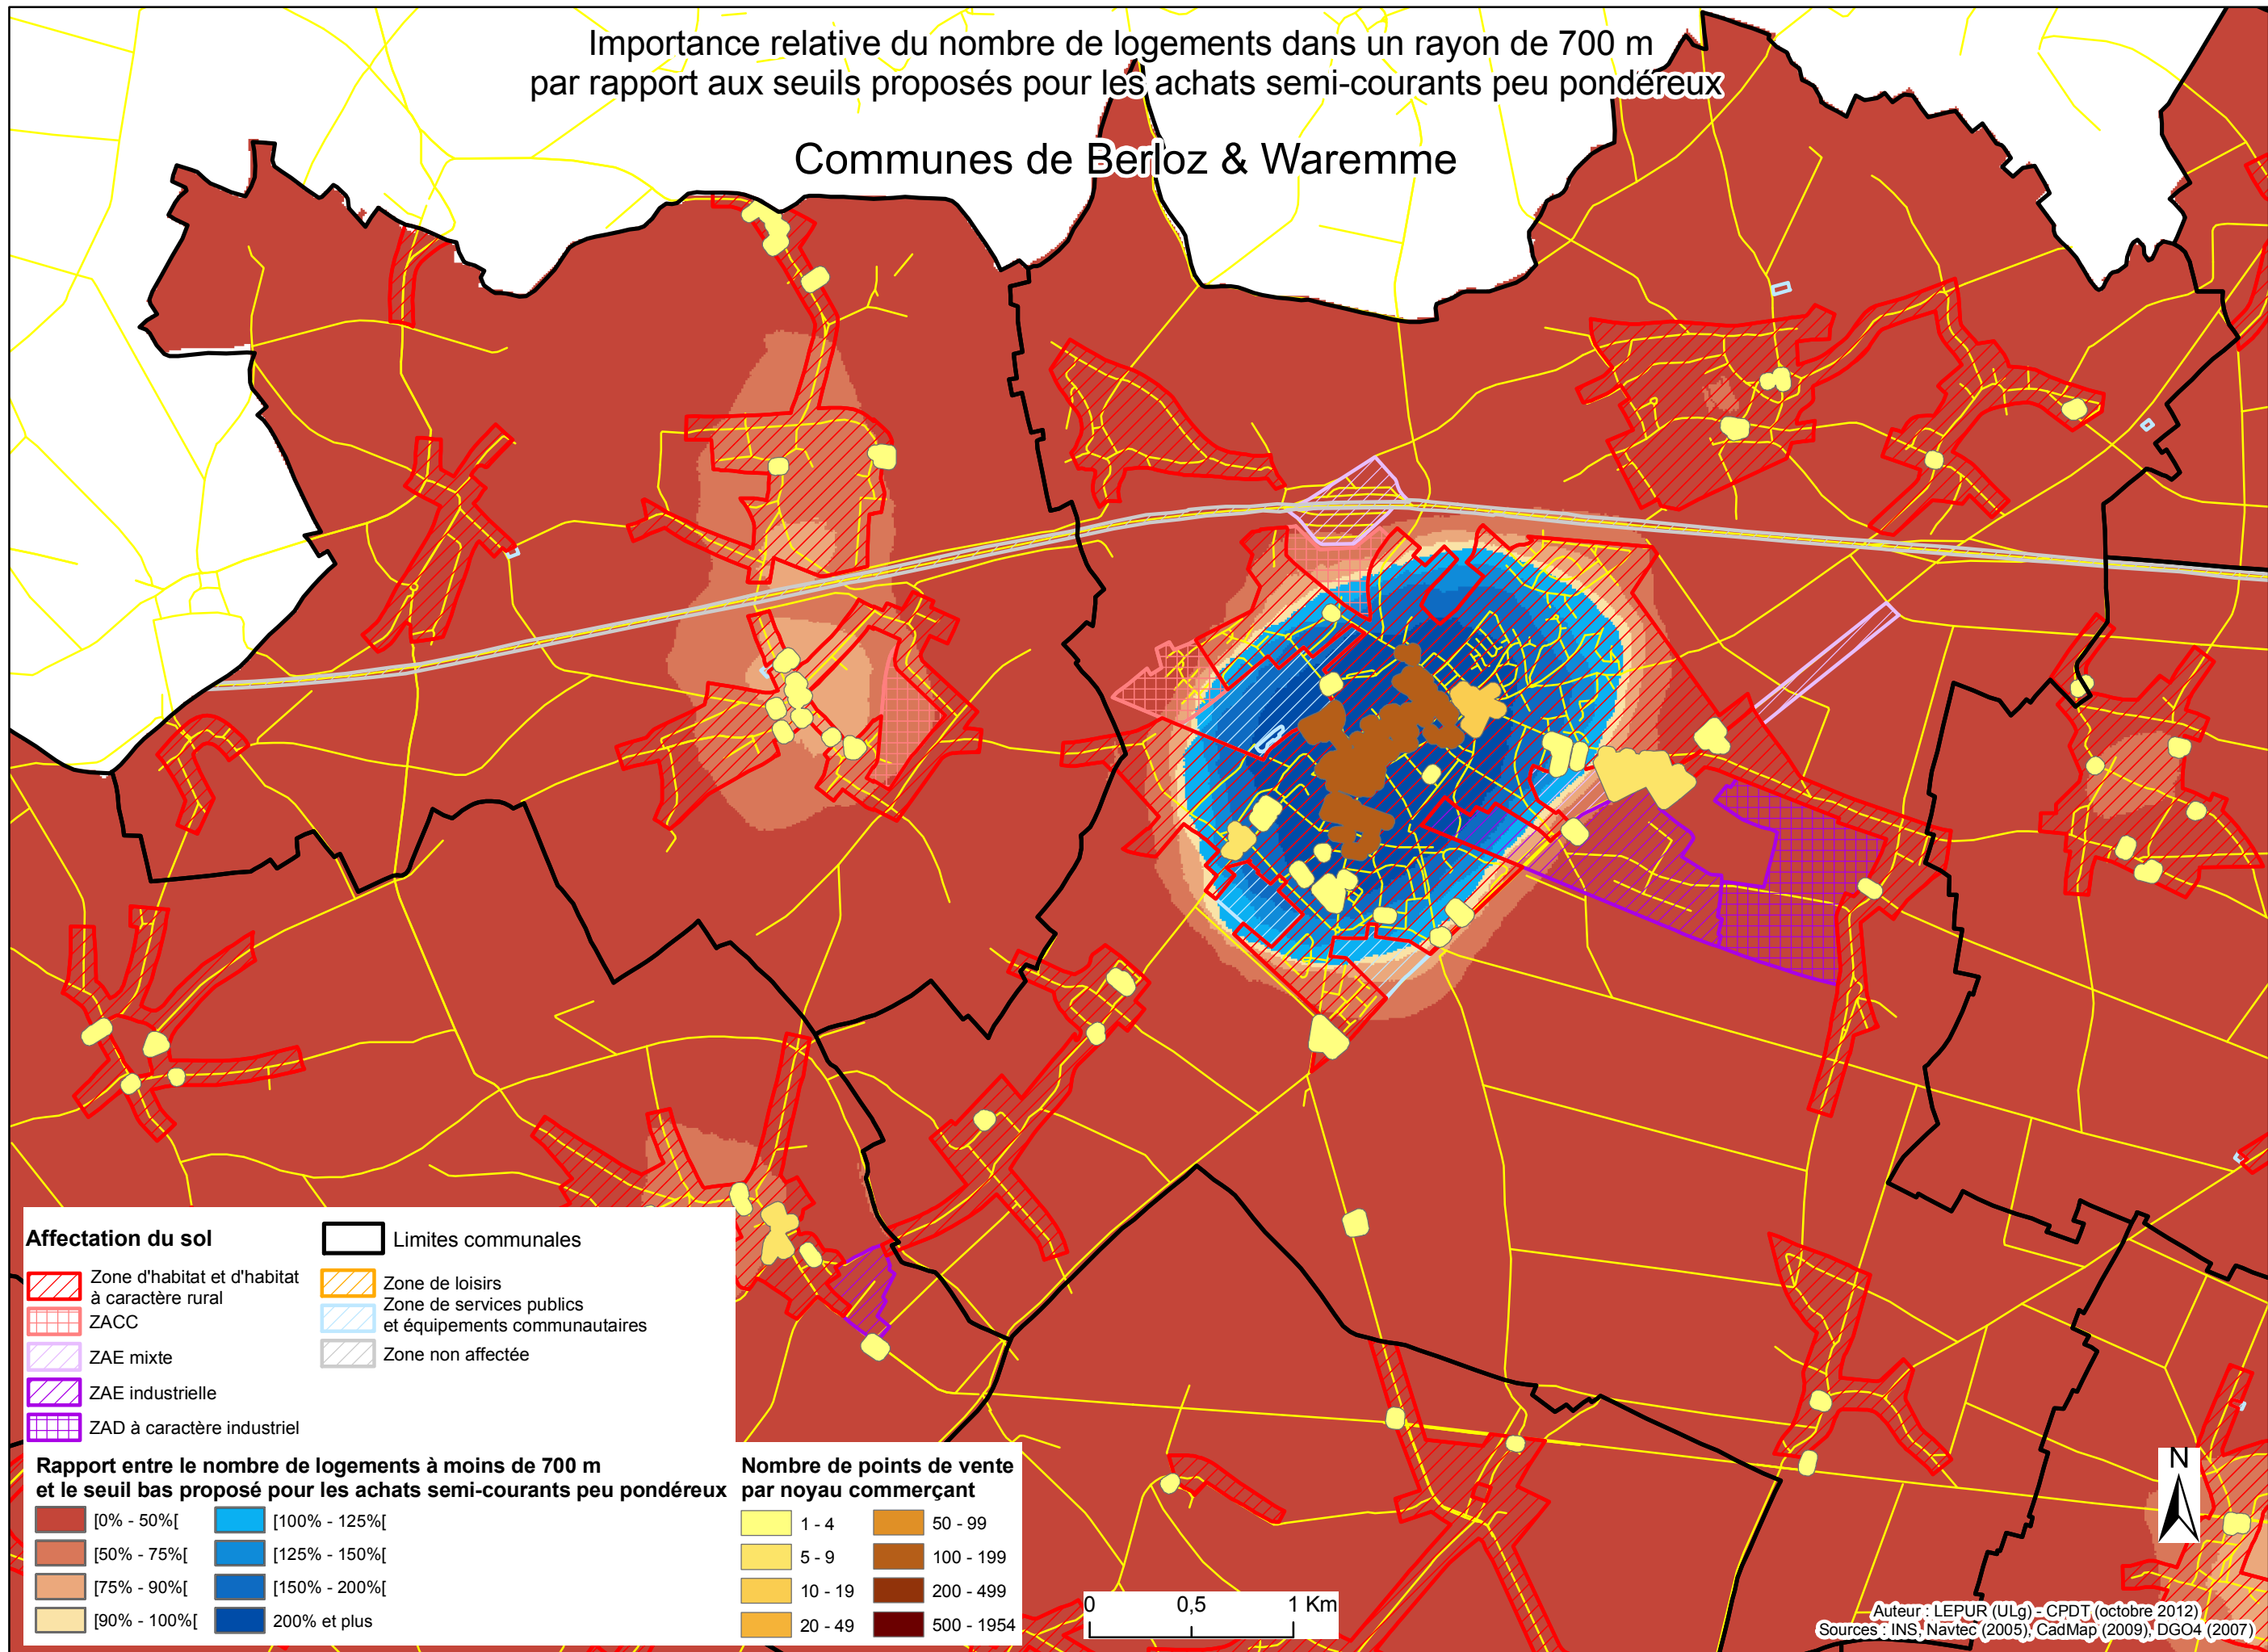 Importance relative du nombre de logements dans un rayon de 700 m
par rapport aux seuils proposés pour les achats semi-courants peu pondéreux
Communes de Berloz & Waremme
Affectation du sol
Zone d'habitat et d'habitat
à caractère rural
ZACC
ZAE mixte
ZAE industrielle
ZAD à caractère industriel
Limites communales
Zone de loisirs
Zone de services publics
et équipements communautaires
Zone non affectée
Rapport entre le nombre de logements à moins de 700 m
et le seuil bas proposé pour les achats semi-courants peu pondéreux
[0% - 50%[
[50% - 75%[
[75% - 90%[
[90% - 100%[
[100% - 125%[
[125% - 150%[
[150% - 200%[
200% et plus
Nombre de points de vente
par noyau commerçant
1 - 4
5 - 9
10 - 19
20 - 49
50 - 99
100 - 199
200 - 499
500 - 1954
0 0,5 1 Km
N
Auteur : LEPUR (ULg) - CPDT (octobre 2012)
Sources : INS, Navtec (2005), CadMap (2009), DGO4 (2007)